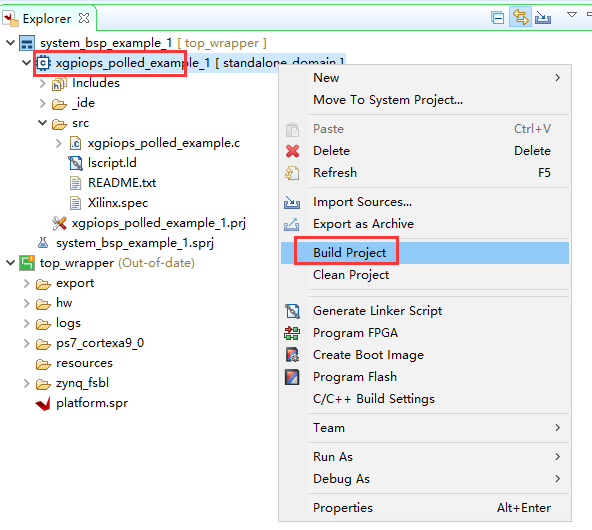 Explorer
system_bsp_example_1 [ top_wrapper ]
xgpiops_polled_example_1 [ standalone_domain ]
Includes
_ide
src
xgpiops_polled_example.c
lscript.ld
README.txt
Xilinx.spec
xgpiops_polled_example_1.prj
system_bsp_example_1.sprj
top_wrapper (Out-of-date)
export
hw
logs
ps7_cortexa9_0
resources
zynq_fsbl
platform.spr
New
Move To System Project...
Paste Ctrl+V
Delete Delete
Refresh F5
Import Sources...
Export as Archive
Build Project
Clean Project
Generate Linker Script
Program FPGA
Create Boot Image
Program Flash
C/C++ Build Settings
Team
Run As
Debug As
Properties Alt+Enter